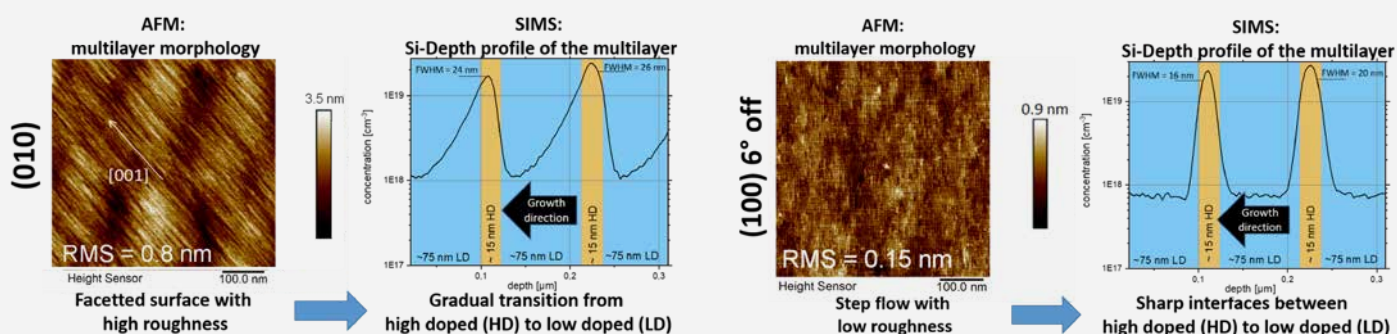 AFM:
multilayer morphology
(010)
[001]
RMS = 0.8 nm
Height Sensor
100.0 nm
3.5 nm
Facetted surface with
high roughness
SIMS:
Si-Depth profile of the multilayer
FWHM = 24 nm
FWHM = 26 nm
concentration [cm⁻³]
1E19
1E18
1E17
Growth
direction
~ 15 nm HD
~ 15 nm HD
~75 nm LD
~75 nm LD
~75 nm LD
0.1
0.2
0.3
depth [µm]
Gradual transition from
high doped (HD) to low doped (LD)
AFM:
multilayer morphology
(100) 6° off
RMS = 0.15 nm
Height Sensor
100.0 nm
0.9 nm
Step flow with
low roughness
SIMS:
Si-Depth profile of the multilayer
FWHM = 16 nm
FWHM = 20 nm
concentration [cm⁻³]
1E19
1E18
1E17
Growth
direction
~ 15 nm HD
~ 15 nm HD
~75 nm LD
~75 nm LD
~75 nm LD
0.1
0.2
0.3
depth [µm]
Sharp interfaces between
high doped (HD) to low doped (LD)